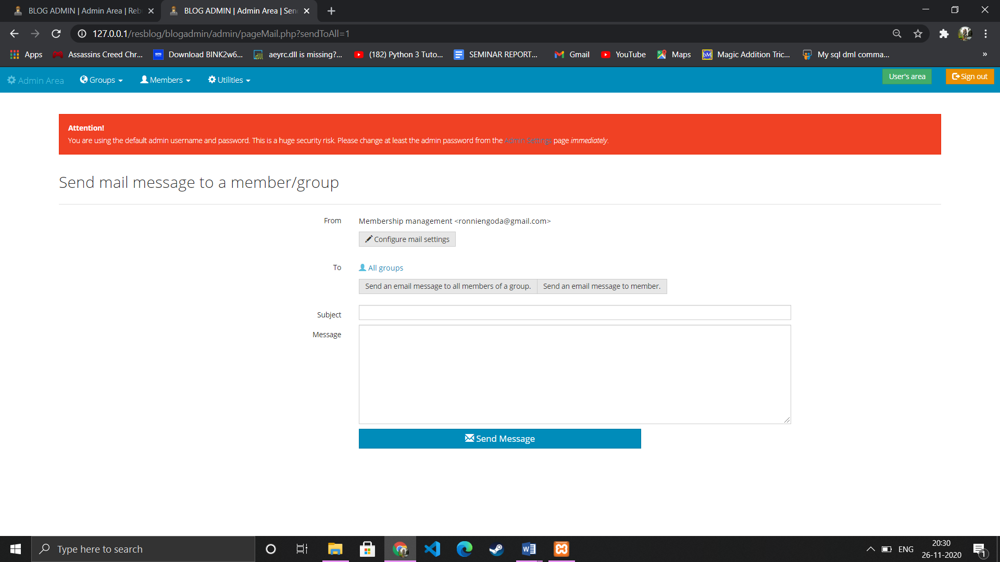 BLOG ADMIN | Admin Area | Reb
BLOG ADMIN | Admin Area | Sen
127.0.0.1/resblog/blogadmin/admin/pageMail.php?sendToAll=1
Apps
Assassins Creed Chr...
Download BINK2w6...
aeyrc.dll is missing?...
(182) Python 3 Tuto...
SEMINAR REPORT...
Gmail
YouTube
Maps
Magic Addition Tric...
My sql dml comma...
»
Admin Area
Groups
Members
Utilities
User's area
Sign out
Attention!
You are using the default admin username and password. This is a huge security risk. Please change at least the admin password from the Admin Settings page immediately.
Send mail message to a member/group
From
Membership management <ronniengoda@gmail.com>
Configure mail settings
To
All groups
Send an email message to all members of a group.
Send an email message to member.
Subject
Message
Send Message
Type here to search
ENG
20:30
26-11-2020
1